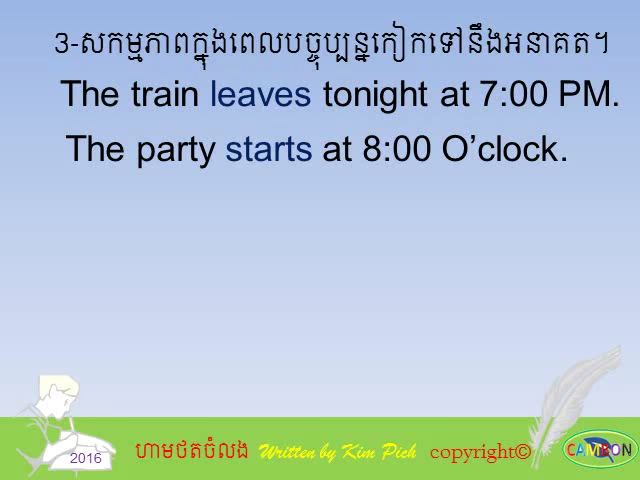 3-សកម្មភាពក្នុងពេលបច្ចុប្បន្នកៀកទៅនឹងអនាគត។
The train leaves tonight at 7:00 PM.
The party starts at 8:00 O’clock.
2016
ហាមថតចំលង Written by Kim Pich copyright©
CAMBON